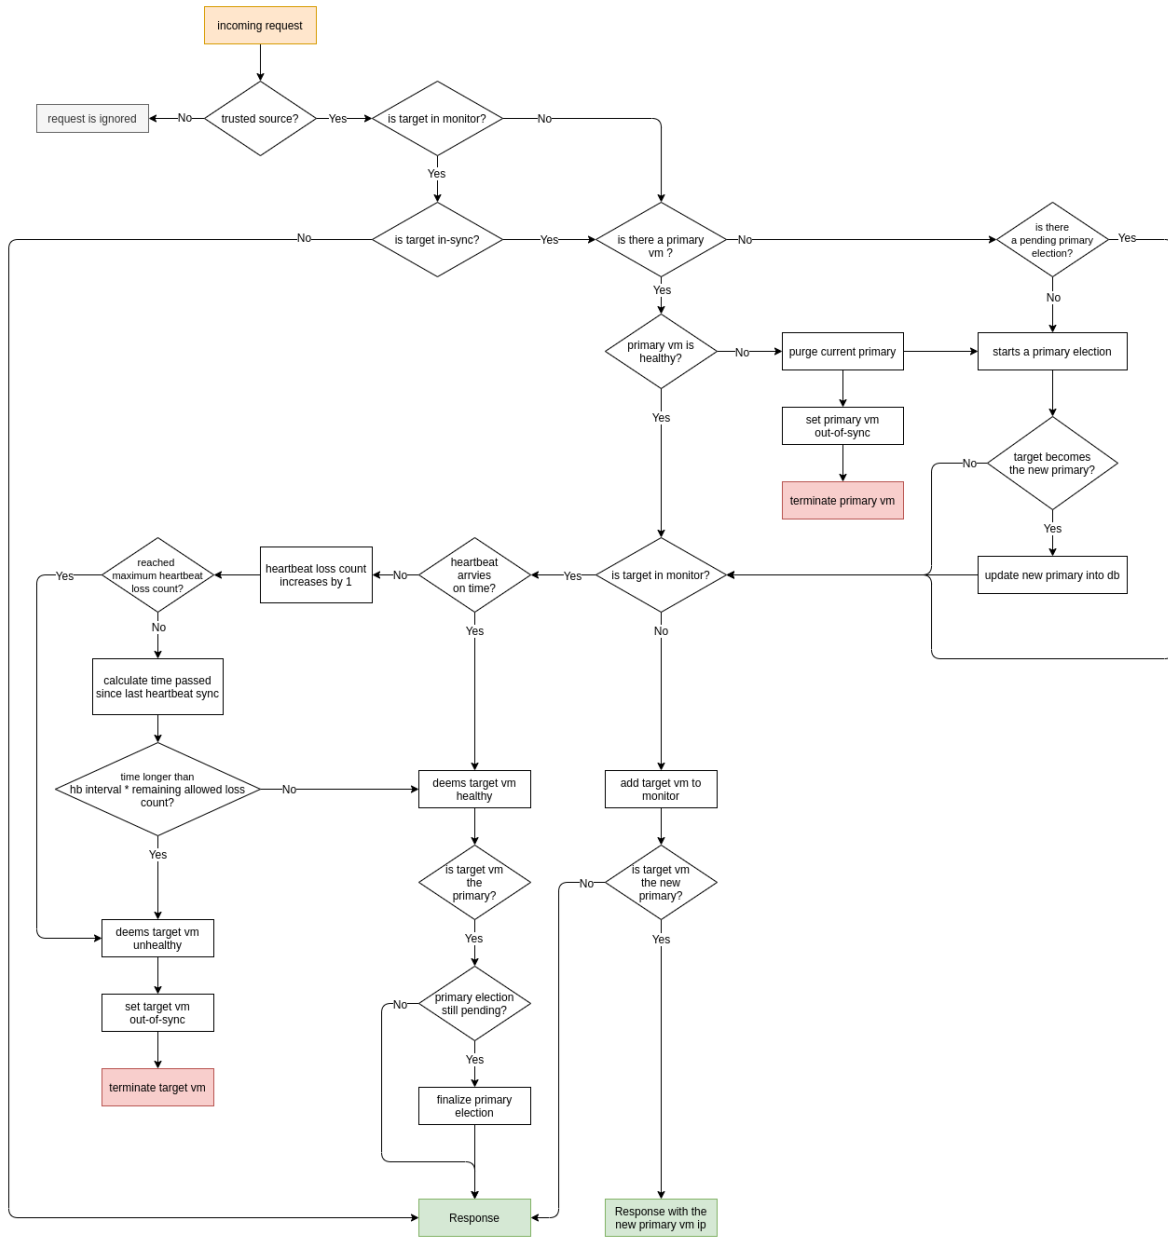 incoming request
request is ignored
No
trusted source?
Yes
is target in monitor?
No
Yes
No
is target in-sync?
Yes
is there a primary
vm ?
No
is there
a pending primary
election?
Yes
Yes
No
primary vm is
healthy?
No
purge current primary
starts a primary election
Yes
set primary vm
out-of-sync
target becomes
the new primary?
No
terminate primary vm
Yes
reached
maximum heartbeat
loss count?
Yes
heartbeat loss count
increases by 1
No
heartbeat
arrvies
on time?
Yes
is target in monitor?
update new primary into db
No
Yes
No
calculate time passed
since last heartbeat sync
time longer than
hb interval * remaining allowed loss
count?
No
deems target vm
healthy
add target vm to
monitor
Yes
is target vm
the
primary?
No
is target vm
the new
primary?
deems target vm
unhealthy
Yes
Yes
set target vm
out-of-sync
No
primary election
still pending?
Yes
terminate target vm
finalize primary
election
Response
Response with the
new primary vm ip